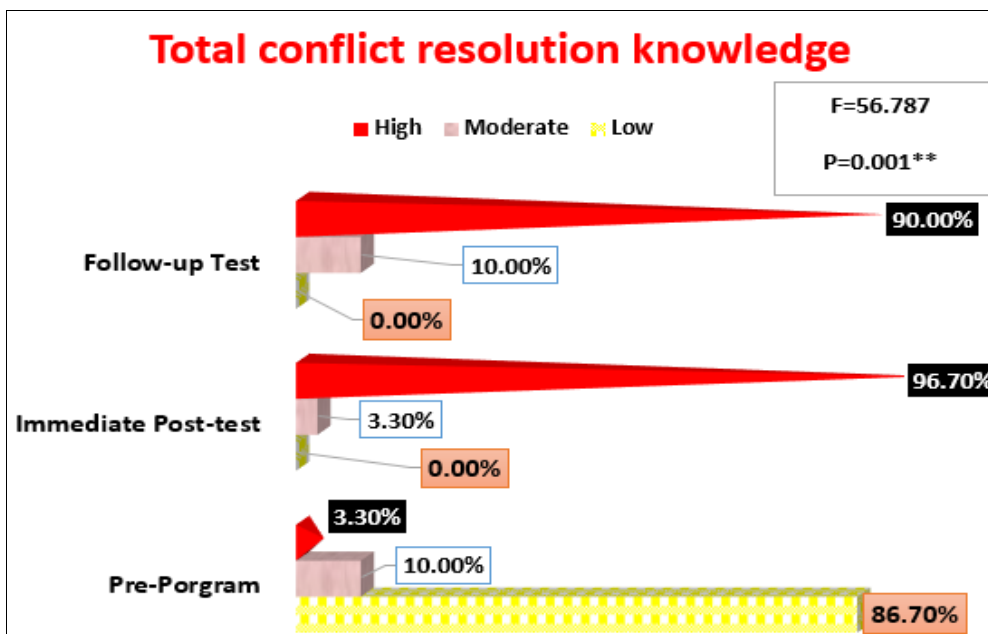 Total conflict resolution knowledge
F=56.787
P=0.001**
High Moderate Low
Follow-up Test
90.00%
10.00%
0.00%
Immediate Post-test
96.70%
3.30%
0.00%
Pre-Porgram
3.30%
10.00%
86.70%